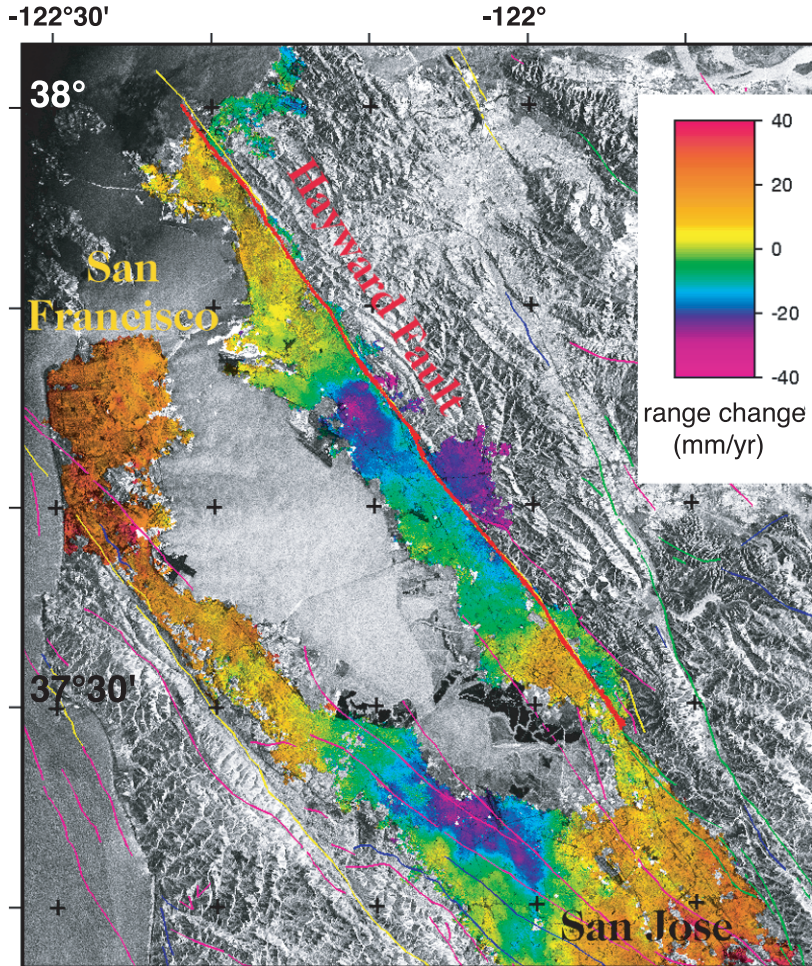 -122°30'
-122°
38°
Hayward Fault
San
Francisco
37°30'
San Jose
40
20
0
-20
-40
range change
(mm/yr)